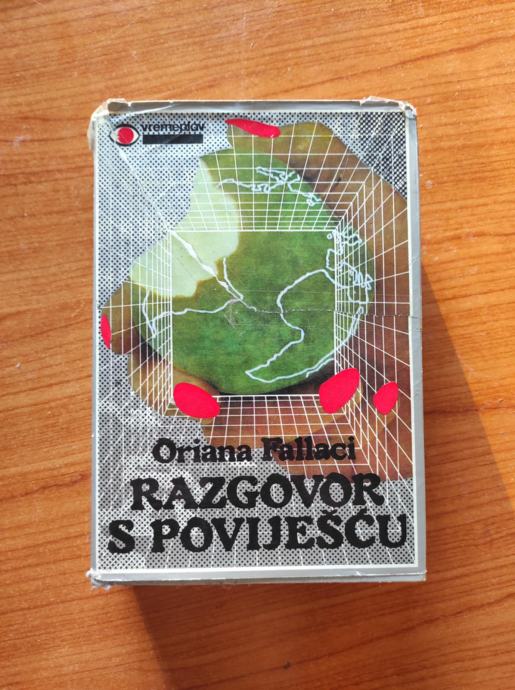 vremeplov
Oriana Fallaci
RAZGOVOR
S POVIJEŠĆU